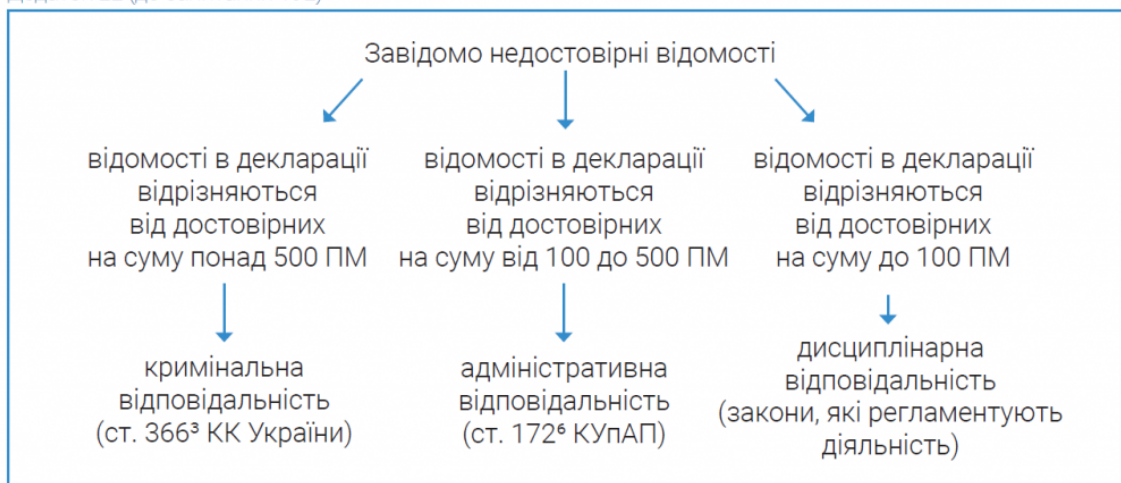 Завідомо недостовірні відомості
відомості в декларації
відрізняються
від достовірних
на суму понад 500 ПМ
відомості в декларації
відрізняються
від достовірних
на суму від 100 до 500 ПМ
відомості в декларації
відрізняються
від достовірних
на суму до 100 ПМ
кримінальна
відповідальність
(ст. 366³ КК України)
адміністративна
відповідальність
(ст. 172⁶ КУпАП)
дисциплінарна
відповідальність
(закони, які регламентують
діяльність)